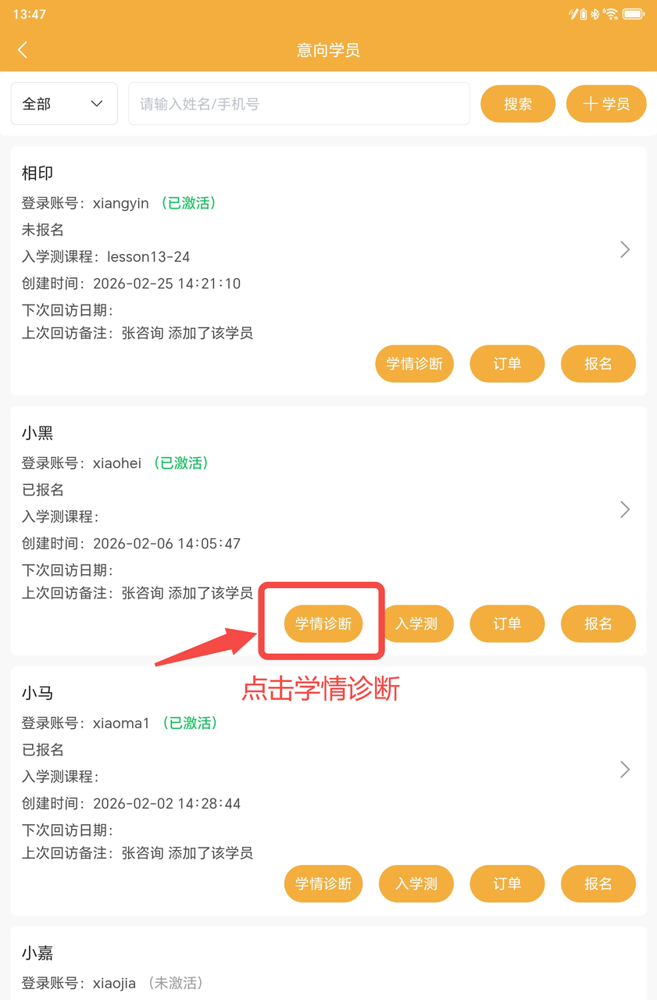 13:47
意向学员
全部
请输入姓名/手机号
搜索
十 学员
相印
登录账号：xiangyin （已激活）
未报名
入学测课程：lesson13-24
创建时间：2026-02-25 14:21:10
下次回访日期：
上次回访备注：张咨询 添加了该学员
学情诊断 订单 报名
小黑
登录账号：xiaohei （已激活）
已报名
入学测课程：
创建时间：2026-02-06 14:05:47
下次回访日期：
上次回访备注：张咨询 添加了该学员
学情诊断 入学测 订单 报名
点击学情诊断
小马
登录账号：xiaoma1 （已激活）
已报名
入学测课程：
创建时间：2026-02-02 14:28:44
下次回访日期：
上次回访备注：张咨询 添加了该学员
学情诊断 入学测 订单 报名
小嘉
登录账号：xiaojia （未激活）